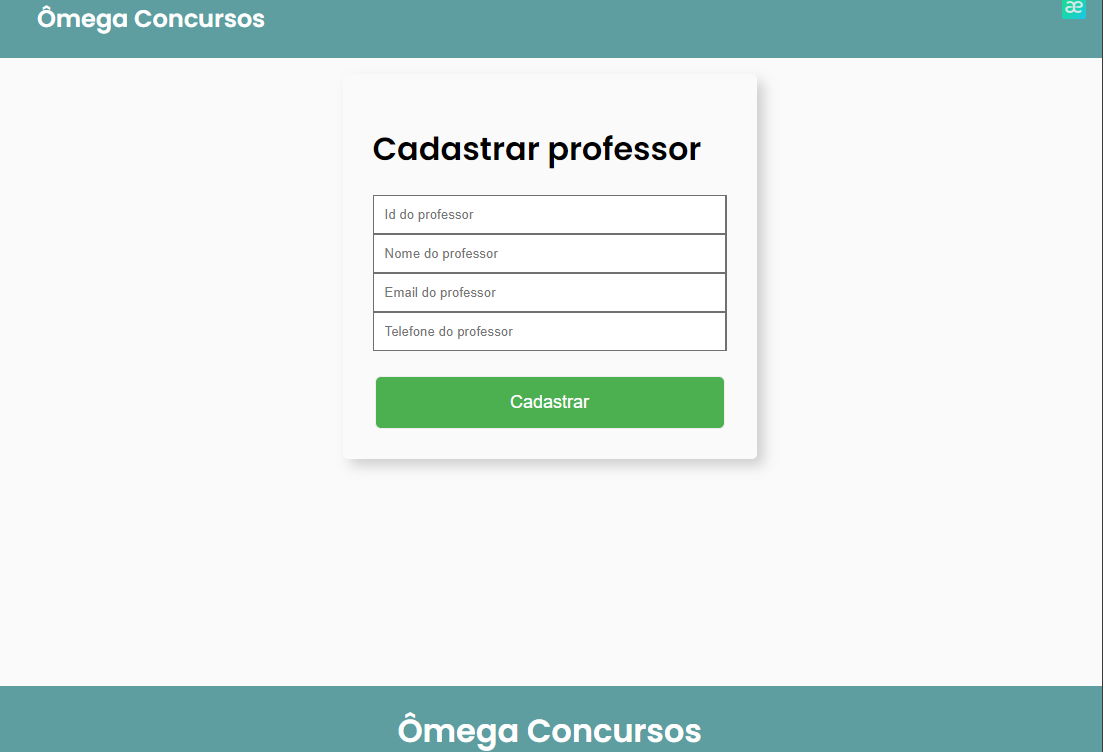 Ômega Concursos
æ
Cadastrar professor
Id do professor
Nome do professor
Email do professor
Telefone do professor
Cadastrar
Ômega Concursos